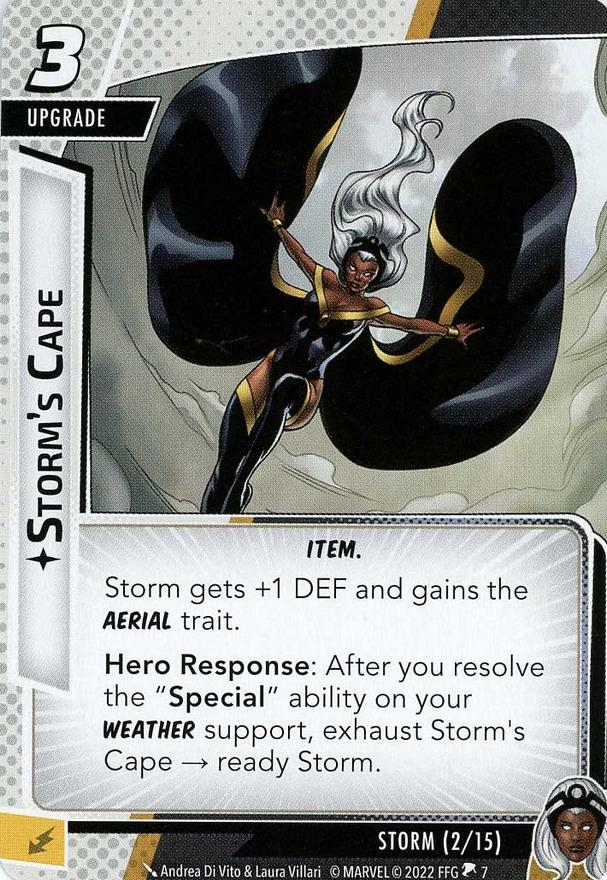 3
UPGRADE
STORM'S CAPE
ITEM.
Storm gets +1 DEF and gains the
AERIAL trait.
Hero Response: After you resolve
the “Special” ability on your
WEATHER support, exhaust Storm's
Cape → ready Storm.
STORM (2/15)
Andrea Di Vito & Laura Villari © MARVEL © 2022 FFG 7